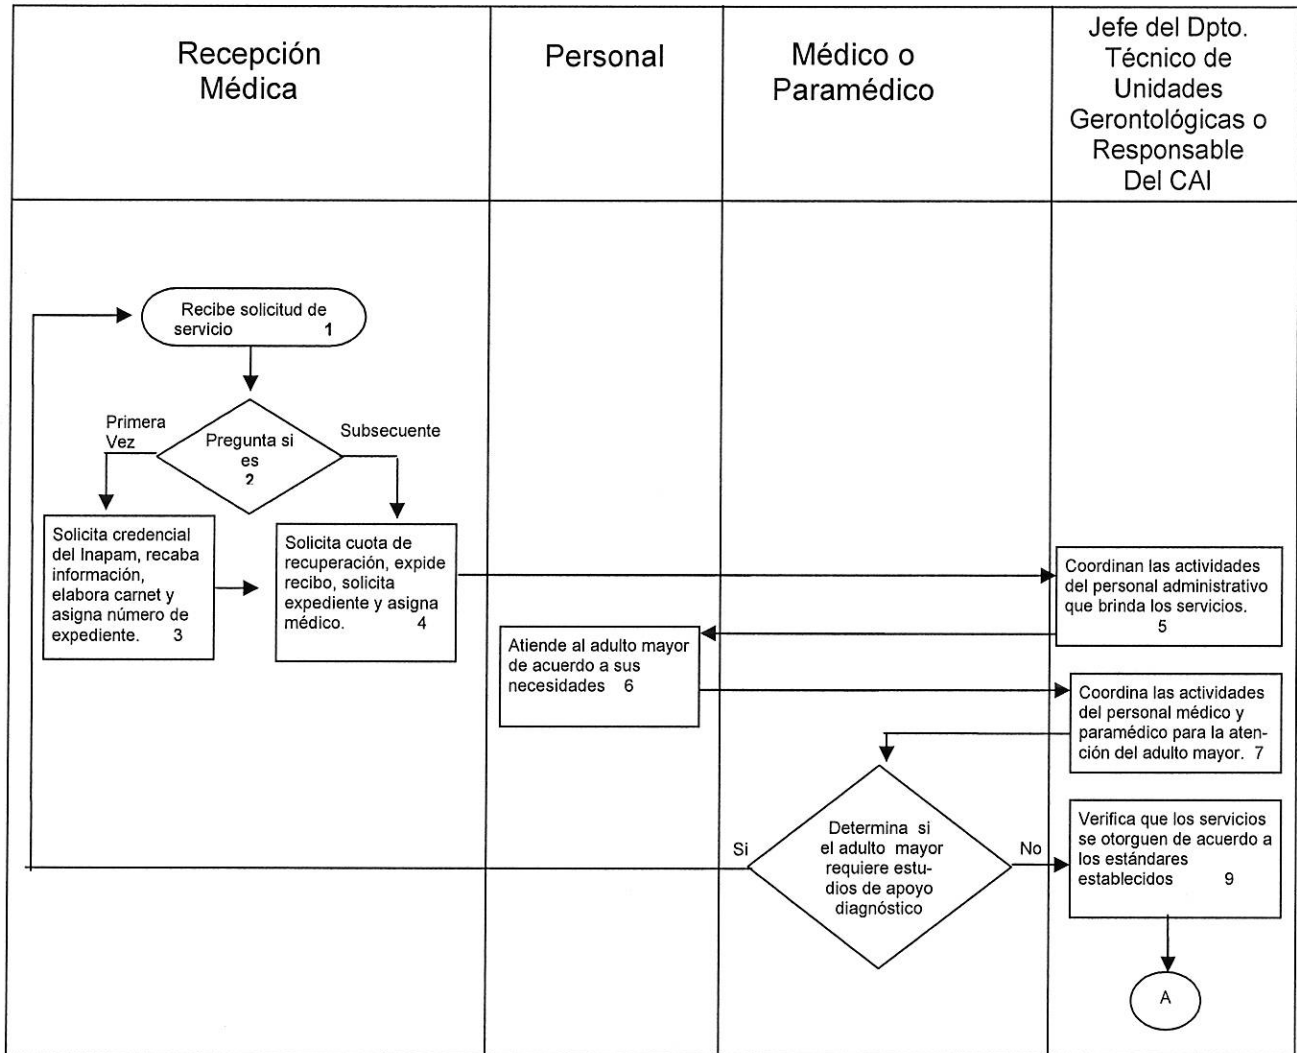 Recepción
Médica
Personal
Médico o
Paramédico
Jefe del Dpto.
Técnico de
Unidades
Gerontológicas o
Responsable
Del CAI
Recibe solicitud de
servicio 1
Primera
Vez
Pregunta si
es
2
Subsecuente
Solicita credencial
del Inapam, recaba
información,
elabora carnet y
asigna número de
expediente. 3
Solicita cuota de
recuperación, expide
recibo, solicita
expediente y asigna
médico. 4
Coordinan las actividades
del personal administrativo
que brinda los servicios.
5
Atiende al adulto mayor
de acuerdo a sus
necesidades 6
Coordina las actividades
del personal médico y
paramédico para la aten-
ción del adulto mayor. 7
Determina si
el adulto mayor
requiere estu-
dios de apoyo
diagnóstico
Si
No
Verifica que los servicios
se otorguen de acuerdo a
los estándares
establecidos 9
A